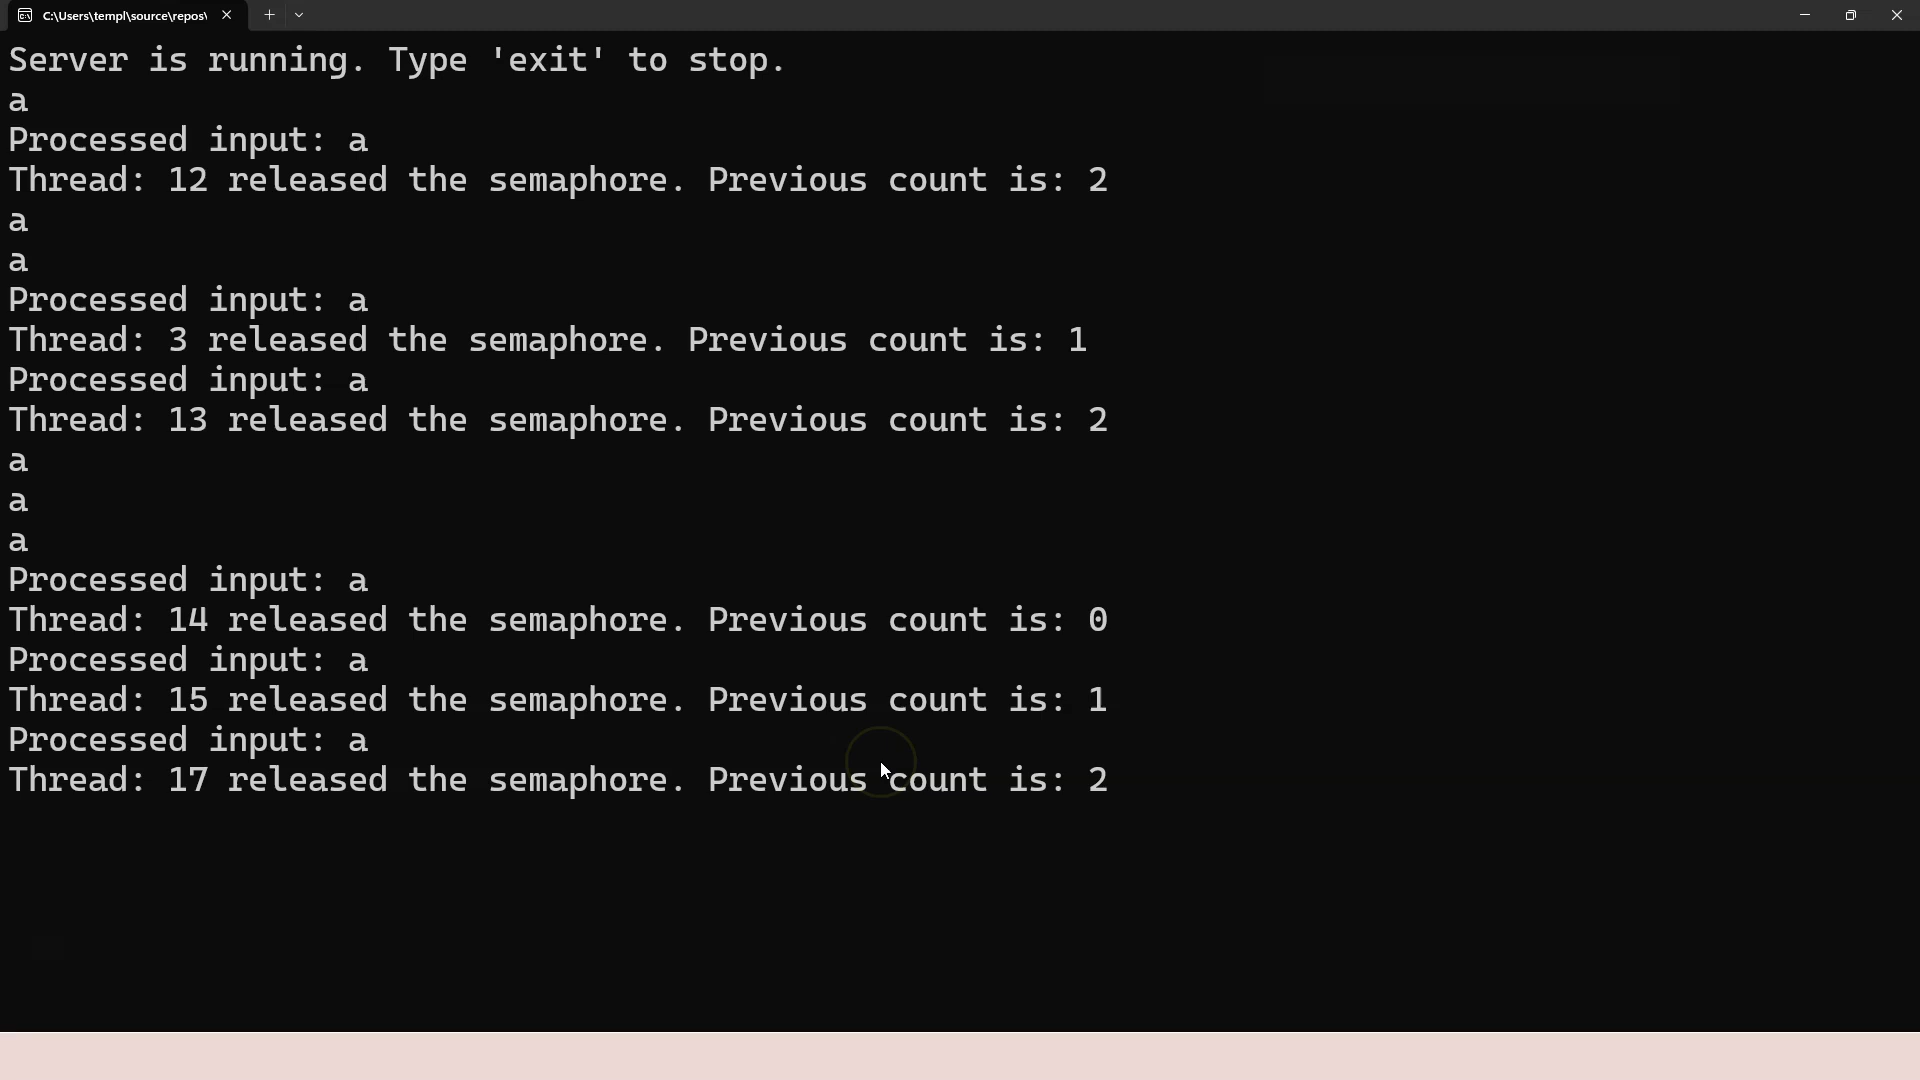 C:\Users\templ\source\repos\
Server is running. Type 'exit' to stop.
a
Processed input: a
Thread: 12 released the semaphore. Previous count is: 2
a
a
Processed input: a
Thread: 3 released the semaphore. Previous count is: 1
Processed input: a
Thread: 13 released the semaphore. Previous count is: 2
a
a
a
Processed input: a
Thread: 14 released the semaphore. Previous count is: 0
Processed input: a
Thread: 15 released the semaphore. Previous count is: 1
Processed input: a
Thread: 17 released the semaphore. Previous count is: 2